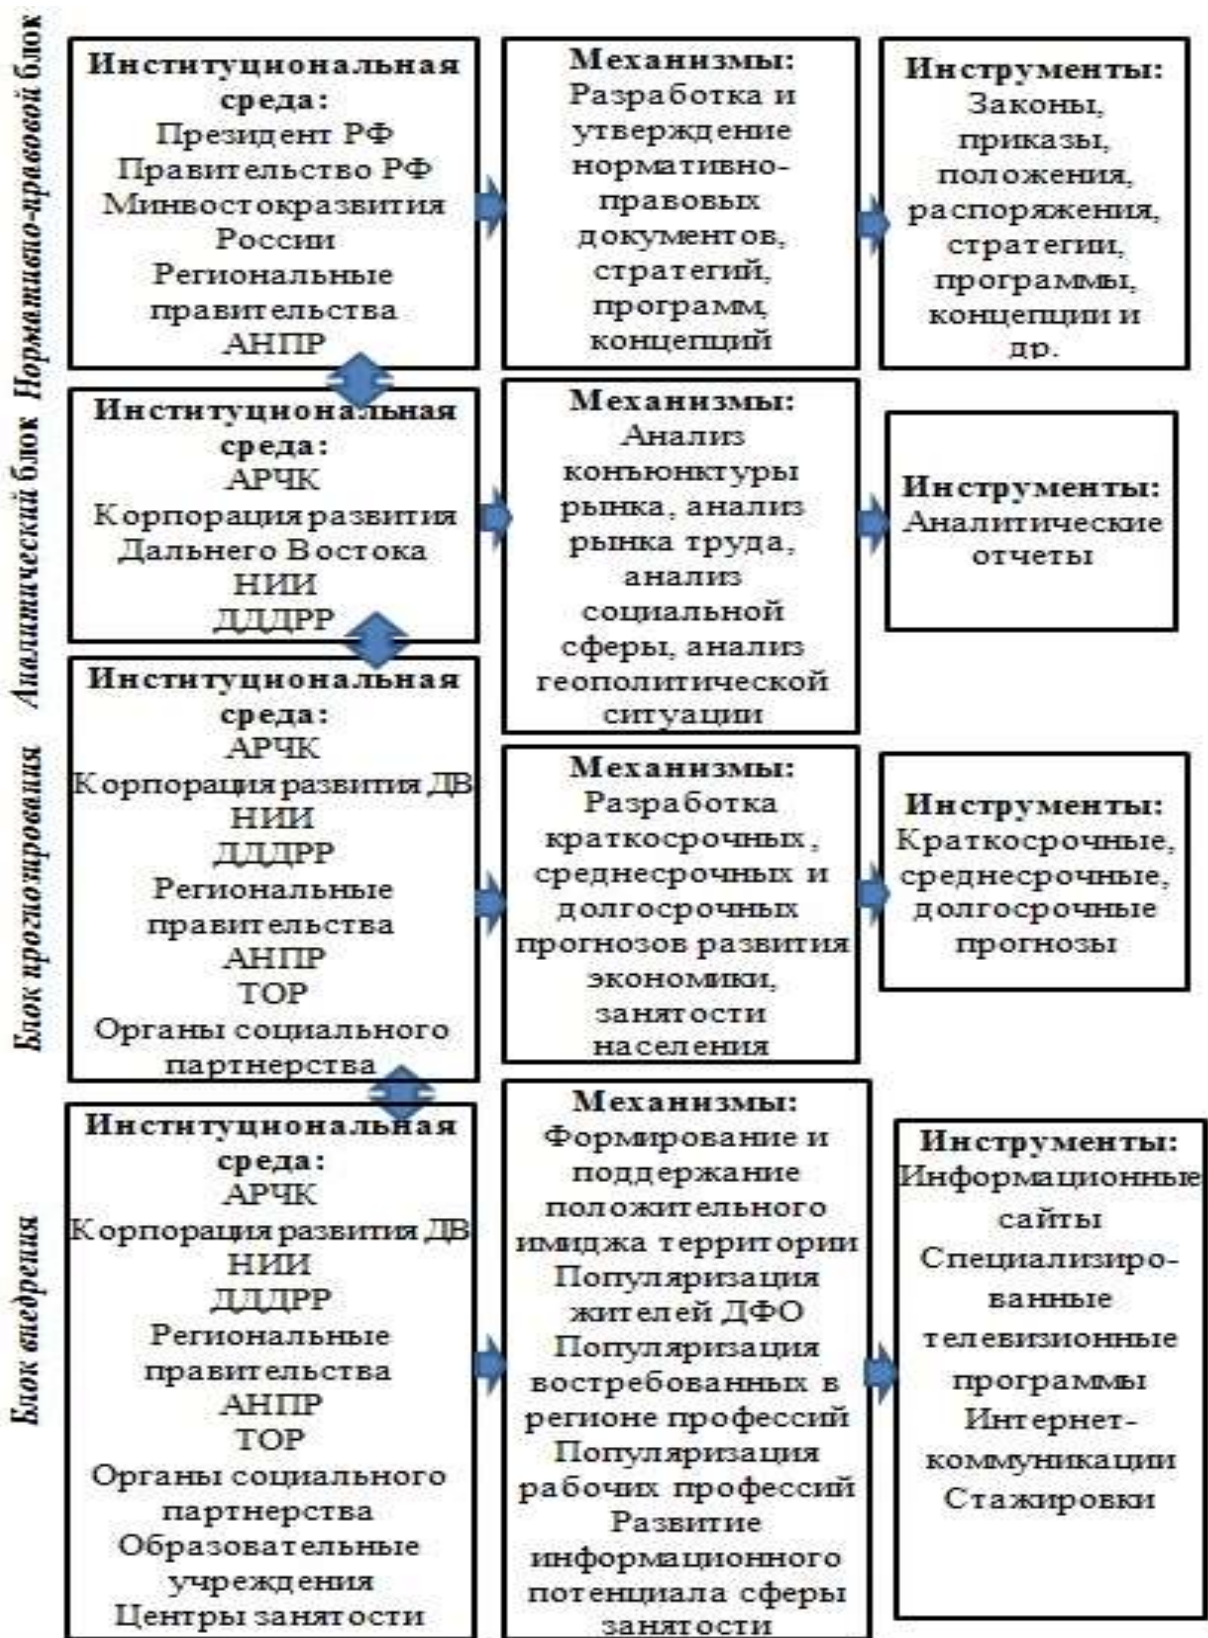 Нормативно-правовой блок
Институциональная
среда:
Президент РФ
Правительство РФ
Минвостокразвития
России
Региональные
правительства
АНПР
Механизмы:
Разработка и
утверждение
нормативно-
правовых
документов,
стратегий,
программ,
концепций
Инструменты:
Законы,
приказы,
положения,
распоряжения,
стратегии,
программы,
концепции и
др.
Аналитический блок
Институциональная
среда:
АРЧК
Корпорация развития
Дальнего Востока
НИИ
ДДДРР
Механизмы:
Анализ
конъюнктуры
рынка, анализ
рынка труда,
анализ
социальной
сферы, анализ
геополитической
ситуации
Инструменты:
Аналитические
отчеты
Блок прогнозирования
Институциональная
среда:
АРЧК
Корпорация развития ДВ
НИИ
ДДДРР
Региональные
правительства
АНПР
ТОР
Органы социального
партнерства
Механизмы:
Разработка
краткосрочных,
среднесрочных и
долгосрочных
прогнозов развития
экономики,
занятости
населения
Инструменты:
Краткосрочные,
среднесрочные,
долгосрочные
прогнозы
Блок внедрения
Институциональная
среда:
АРЧК
Корпорация развития ДВ
НИИ
ДДДРР
Региональные
правительства
АНПР
ТОР
Органы социального
партнерства
Образовательные
учреждения
Центры занятости
Механизмы:
Формирование и
поддержание
положительного
имиджа территории
Популяризация
жителей ДФО
Популяризация
востребованных в
регионе профессий
Популяризация
рабочих профессий
Развитие
информационного
потенциала сферы
занятости
Инструменты:
Информационные
сайты
Специализиро-
ванные
телевизионные
программы
Интернет-
коммуникации
Стажировки